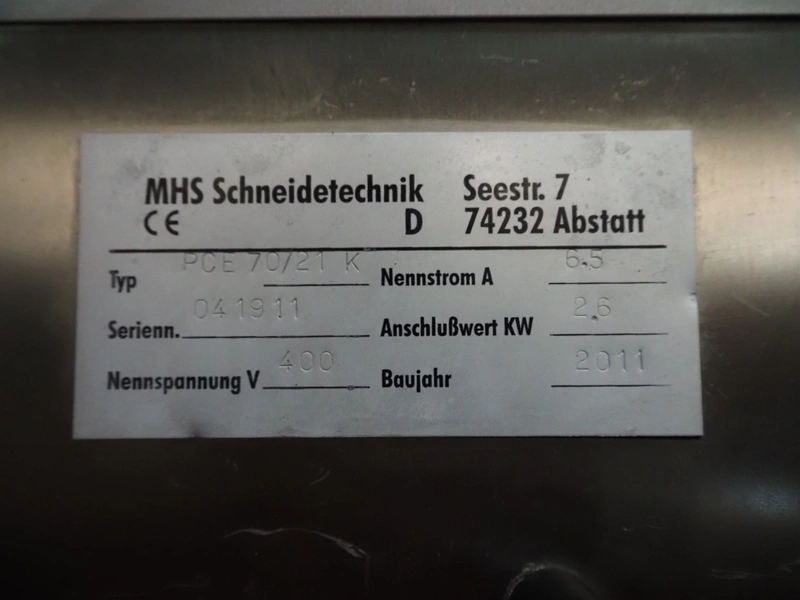 MHS Schneidetechnik Seestr. 7
CE D 74232 Abstatt
Typ PCE 70/21 K Nennstrom A 6.5
Serienn. 041911 Anschlußwert KW 2.6
Nennspannung V 400 Baujahr 2011